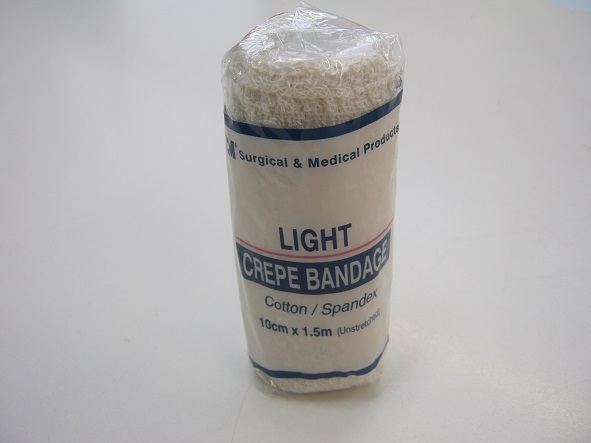 Surgical & Medical Products
LIGHT
CREPE BANDAGE
Cotton / Spandex
10cm x 1.5m (Unstretched)